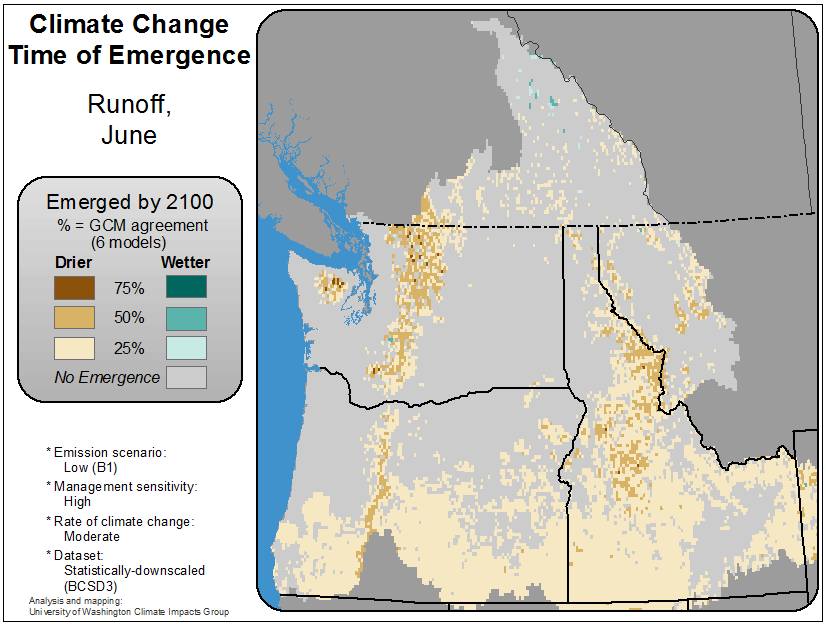 Climate Change
Time of Emergence
Runoff,
June
Emerged by 2100
% = GCM agreement
(6 models)
Drier Wetter
75%
50%
25%
No Emergence
* Emission scenario:
Low (B1)
* Management sensitivity:
High
* Rate of climate change:
Moderate
* Dataset:
Statistically-downscaled
(BCSD3)
Analysis and mapping:
University of Washington Climate Impacts Group